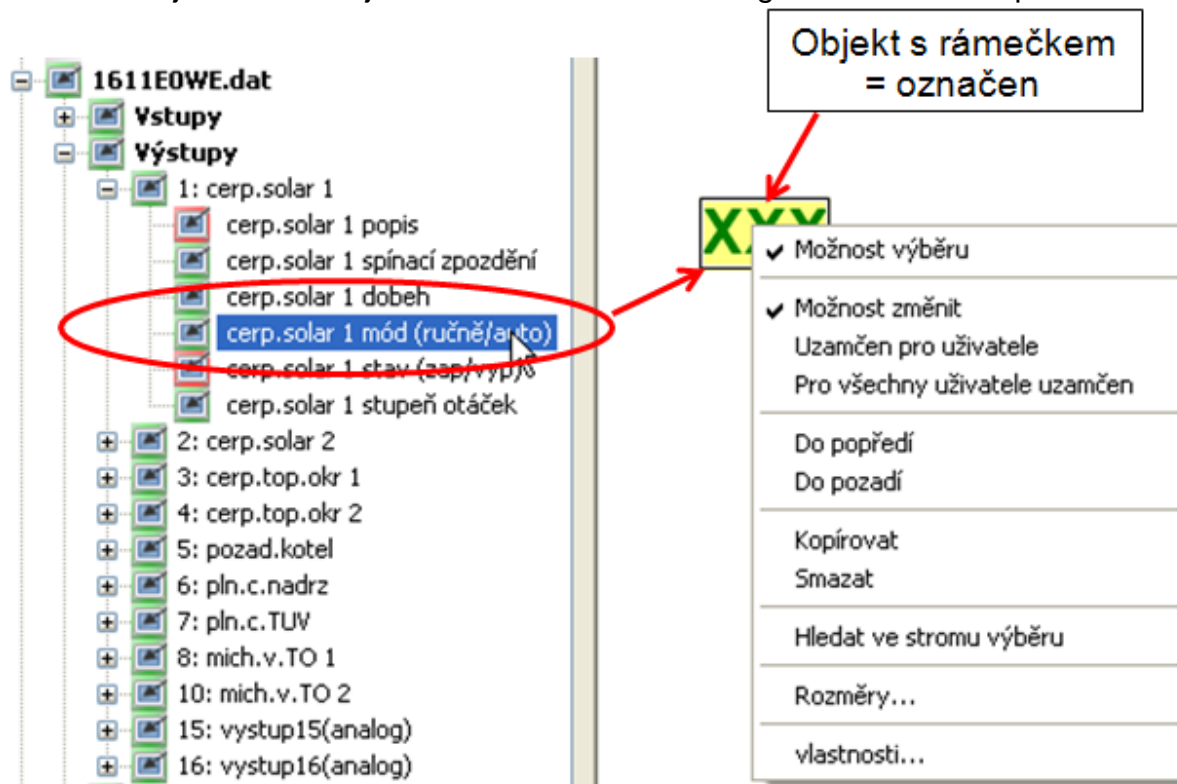 Objekt s rámečkem
= označen
1611E0WE.dat
Vstupy
Výstupy
1: cerp.solar 1
cerp.solar 1 popis
cerp.solar 1 spínací zpozdění
cerp.solar 1 dobeh
cerp.solar 1 mód (ručně/auto)
cerp.solar 1 stav (zap/vyp)
cerp.solar 1 stupeň otáček
2: cerp.solar 2
3: cerp.top.okr 1
4: cerp.top.okr 2
5: pozad.kotel
6: pln.c.nadrz
7: pln.c.TUV
8: mich.v.TO 1
10: mich.v.TO 2
15: vystup15(analog)
16: vystup16(analog)
XXX
Možnost výběru
Možnost změnit
Uzamčen pro uživatele
Pro všechny uživatele uzamčen
Do popředí
Do pozadí
Kopírovat
Smazat
Hledat ve stromu výběru
Rozměry...
vlastnosti...